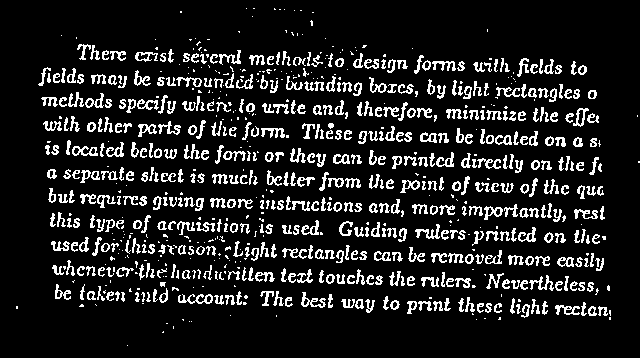 There exist several methods to design forms with fields to
fields may be surrounded by bounding boxes, by light rectangles o
methods specify where to write and, therefore, minimize the effec
with other parts of the form. These guides can be located on a s
is located below the form or they can be printed directly on the fo
a separate sheet is much better from the point of view of the qua
but requires giving more instructions and, more importantly, rest
this type of acquisition is used. Guiding rulers printed on the
used for this reason. Light rectangles can be removed more easily
whenever the handwritten text touches the rulers. Nevertheless,
be taken into account: The best way to print these light rectan